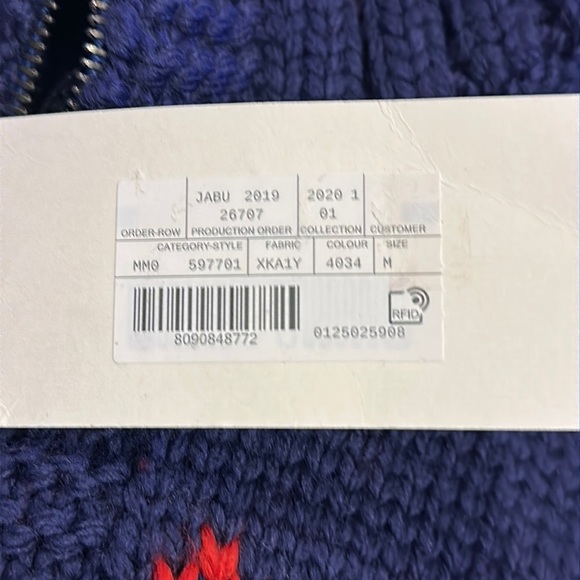 JABU 2019 2020 1
26707 01
ORDER-ROW PRODUCTION ORDER COLLECTION CUSTOMER
CATEGORY-STYLE FABRIC COLOUR SIZE
MM0 597701 XKA1Y 4034 M
RFID
8090848772 0125025908